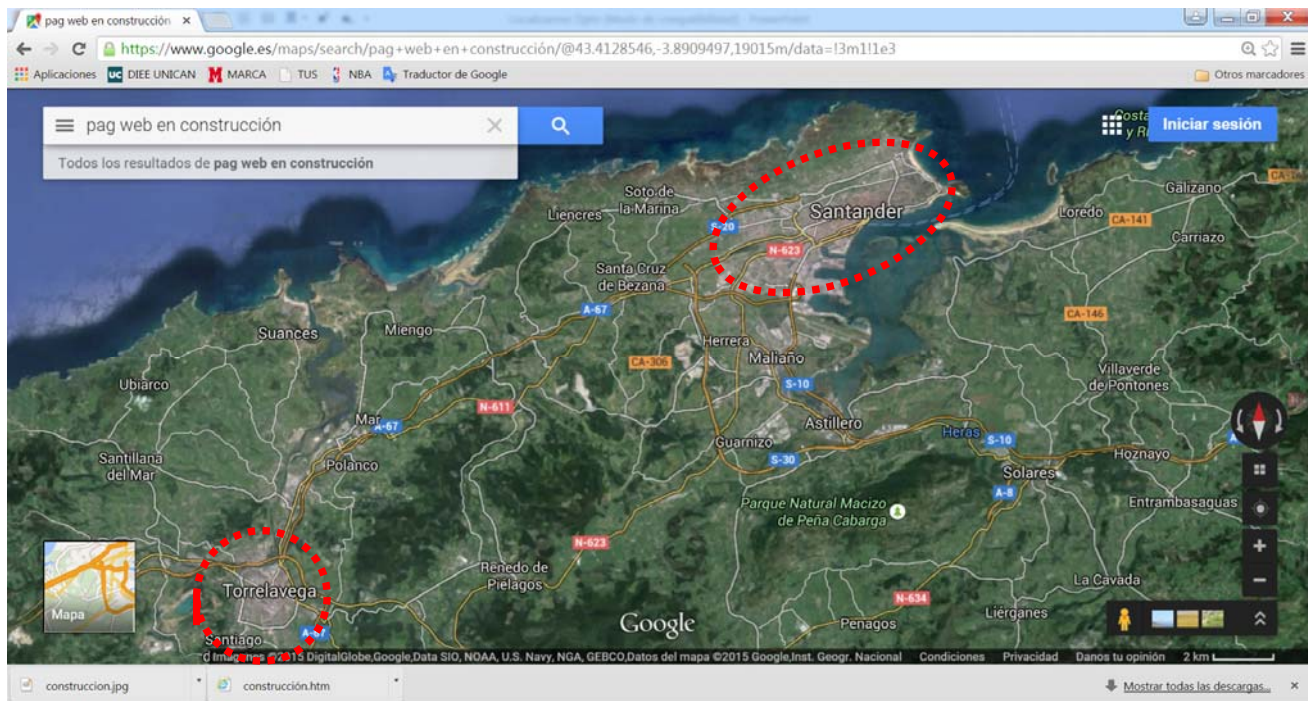 pag web en construcción
https://www.google.es/maps/search/pag+web+en+construcción/@43.4128546,-3.8909497,19015m/data=!3m1!1e3
Aplicaciones
DIEE UNICAN
MARCA
TUS
NBA
Traductor de Google
Otros marcadores
pag web en construcción
Todos los resultados de pag web en construcción
Iniciar sesión
Costa
y R
Galizano
Soto de
la Marina
Liencres
Santander
S-20
N-623
Loredo
CA-141
Carriazo
Santa Cruz
de Bezana
A-67
CA-146
Suances
Miengo
Herrera
CA-306
Maliaño
S-10
Villaverde
de Pontones
Ubiarco
N-611
Mar
A-67
Astillero
Heras
S-10
Guarnizo
S-30
Hoznayo
Santillana
del Mar
Polanco
Solares
A-8
Parque Natural Macizo
de Peña Cabarga
Entrambasaguas
N-623
Renedo de
Piélagos
La Cavada
Torrelavega
Mapa
N-634
Liérganes
Penagos
Google
Santiago
A-67
Imágenes ©2015 DigitalGlobe,Google,Data SIO, NOAA, U.S. Navy, NGA, GEBCO,Datos del mapa ©2015 Google,Inst. Geogr. Nacional
Condiciones
Privacidad
Danos tu opinión
2 km
construccion.jpg
construcción.htm
Mostrar todas las descargas...